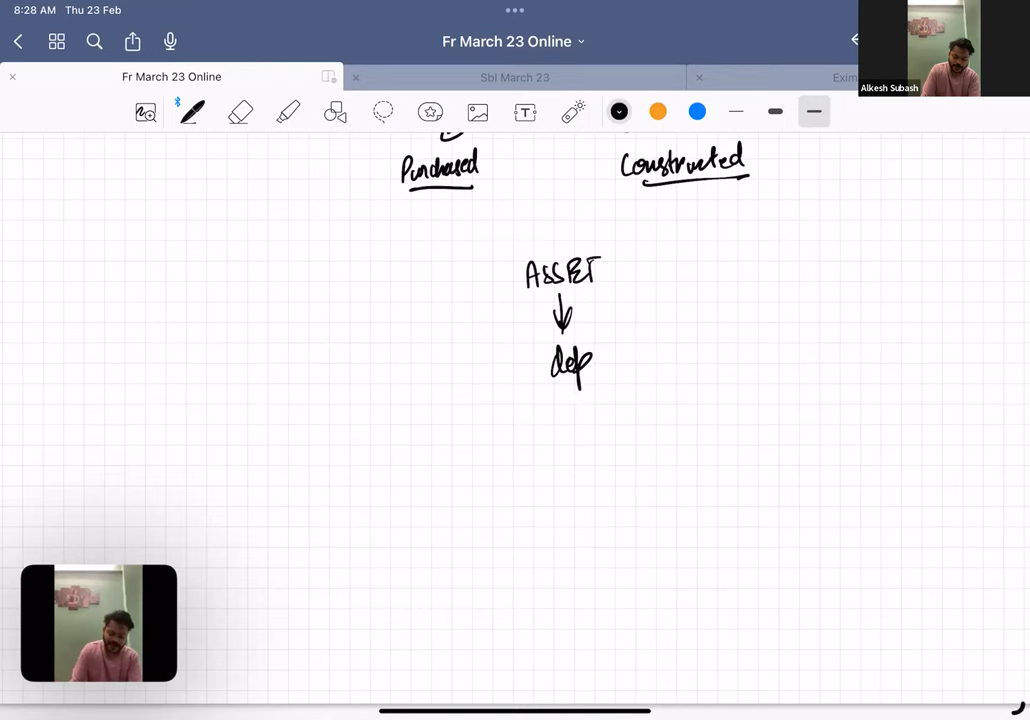 8:28 AM Thu 23 Feb
Fr March 23 Online
Alkesh Subash
Fr March 23 Online
Sbl March 23
Exim
Purchased
Constructed
ASSET
dep